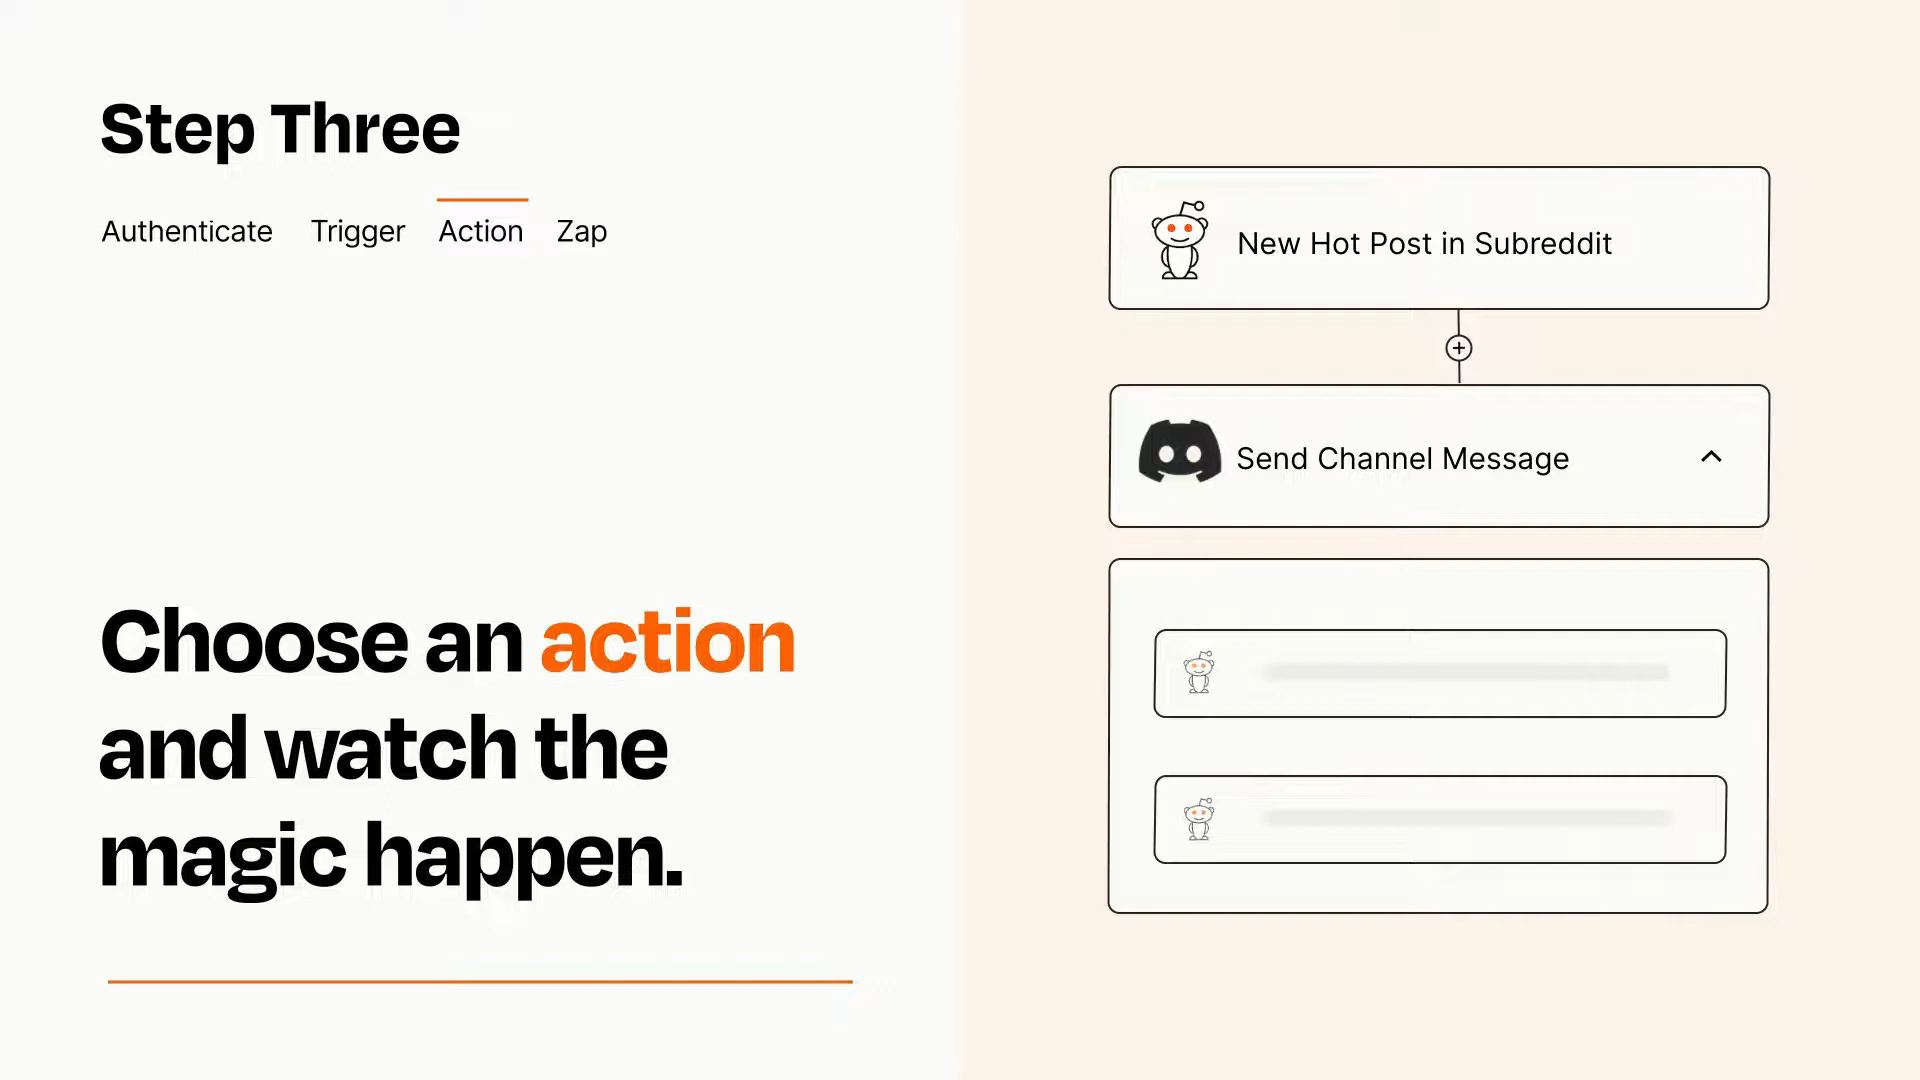 Step Three
Authenticate Trigger Action Zap
Choose an action
and watch the
magic happen.
New Hot Post in Subreddit
Send Channel Message